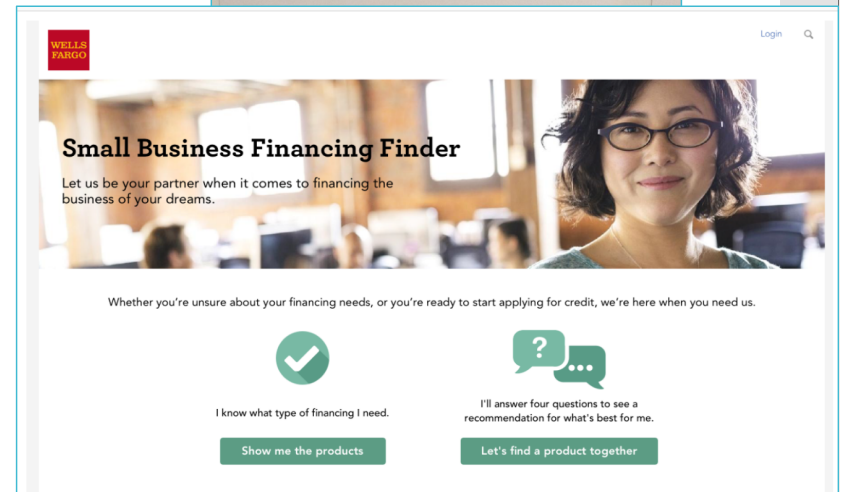 WELLS
FARGO
Login
Small Business Financing Finder
Let us be your partner when it comes to financing the
business of your dreams.
Whether you're unsure about your financing needs, or you're ready to start applying for credit, we're here when you need us.
?
I know what type of financing I need.
Show me the products
I'll answer four questions to see a
recommendation for what's best for me.
Let's find a product together